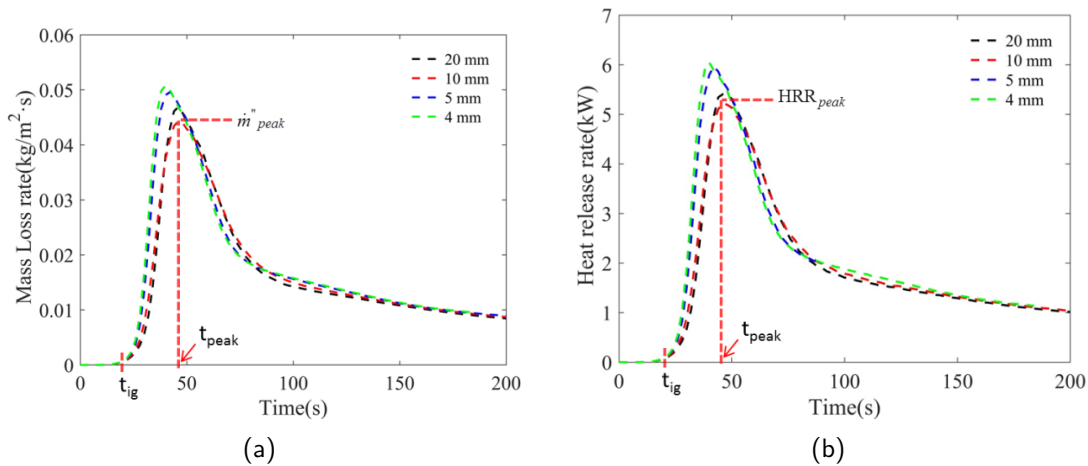 0.06
0.05
0.04
0.03
0.02
0.01
0
Mass Loss rate(kg/m²·s)
20 mm
10 mm
5 mm
4 mm
ṁ"peak
tpeak
tig
0 50 100 150 200
Time(s)
(a)
7
6
5
4
3
2
1
0
Heat release rate(kW)
20 mm
10 mm
5 mm
4 mm
HRRpeak
tpeak
tig
0 50 100 150 200
Time(s)
(b)